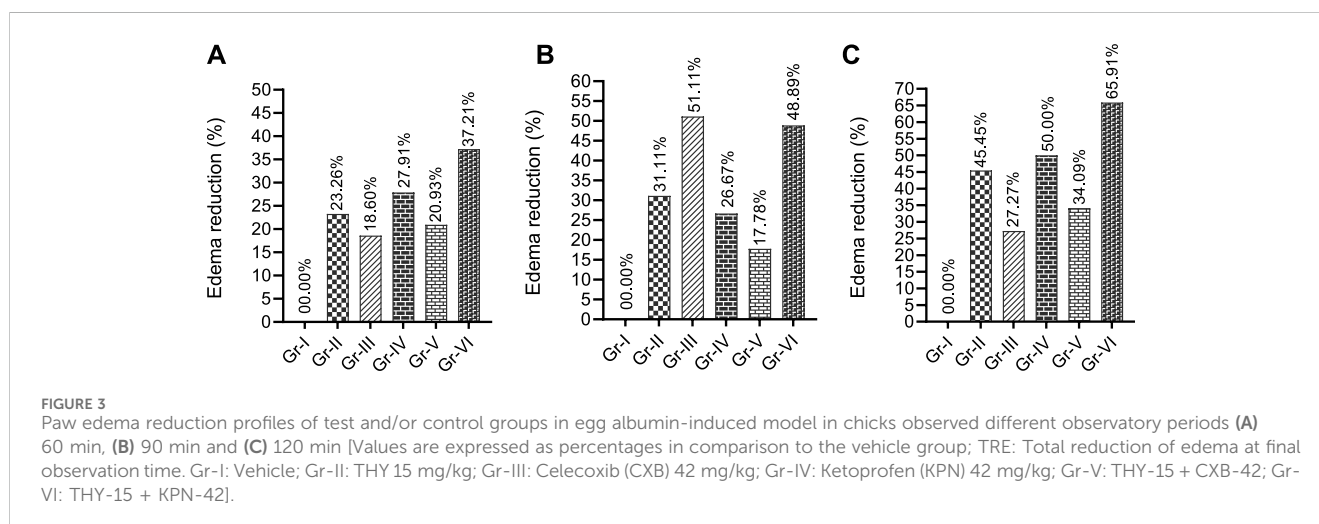 A
Edema reduction (%)
50
45
40
35
30
25
20
15
10
5
0
00.00%
23.26%
18.60%
27.91%
20.93%
37.21%
Gr-I
Gr-II
Gr-III
Gr-IV
Gr-V
Gr-VI
B
Edema reduction (%)
60
55
50
45
40
35
30
25
20
15
10
5
0
00.00%
31.11%
51.11%
26.67%
17.78%
48.89%
Gr-I
Gr-II
Gr-III
Gr-IV
Gr-V
Gr-VI
C
Edema reduction (%)
70
65
60
55
50
45
40
35
30
25
20
15
10
5
0
00.00%
45.45%
27.27%
50.00%
34.09%
65.91%
Gr-I
Gr-II
Gr-III
Gr-IV
Gr-V
Gr-VI
FIGURE 3
Paw edema reduction profiles of test and/or control groups in egg albumin-induced model in chicks observed different observatory periods (A)
60 min, (B) 90 min and (C) 120 min [Values are expressed as percentages in comparison to the vehicle group; TRE: Total reduction of edema at final
observation time. Gr-I: Vehicle; Gr-II: THY 15 mg/kg; Gr-III: Celecoxib (CXB) 42 mg/kg; Gr-IV: Ketoprofen (KPN) 42 mg/kg; Gr-V: THY-15 + CXB-42; Gr-
VI: THY-15 + KPN-42].